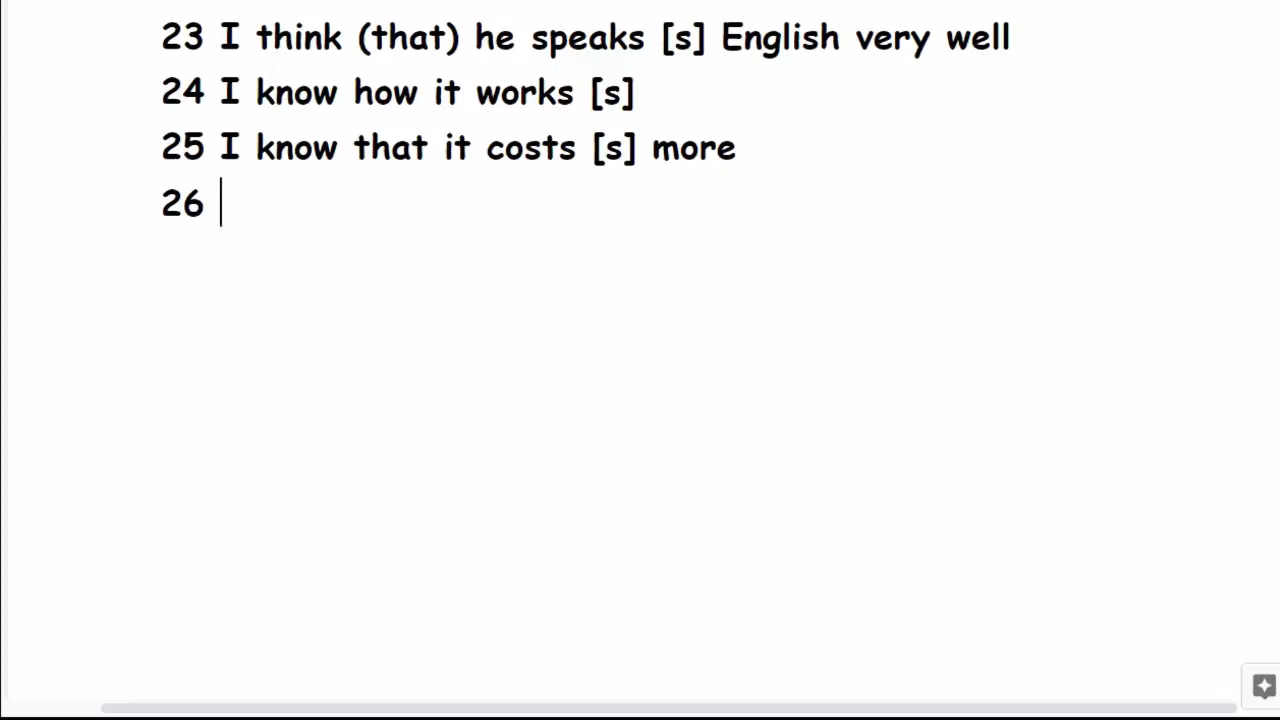 23 I think (that) he speaks [s] English very well
24 I know how it works [s]
25 I know that it costs [s] more
26